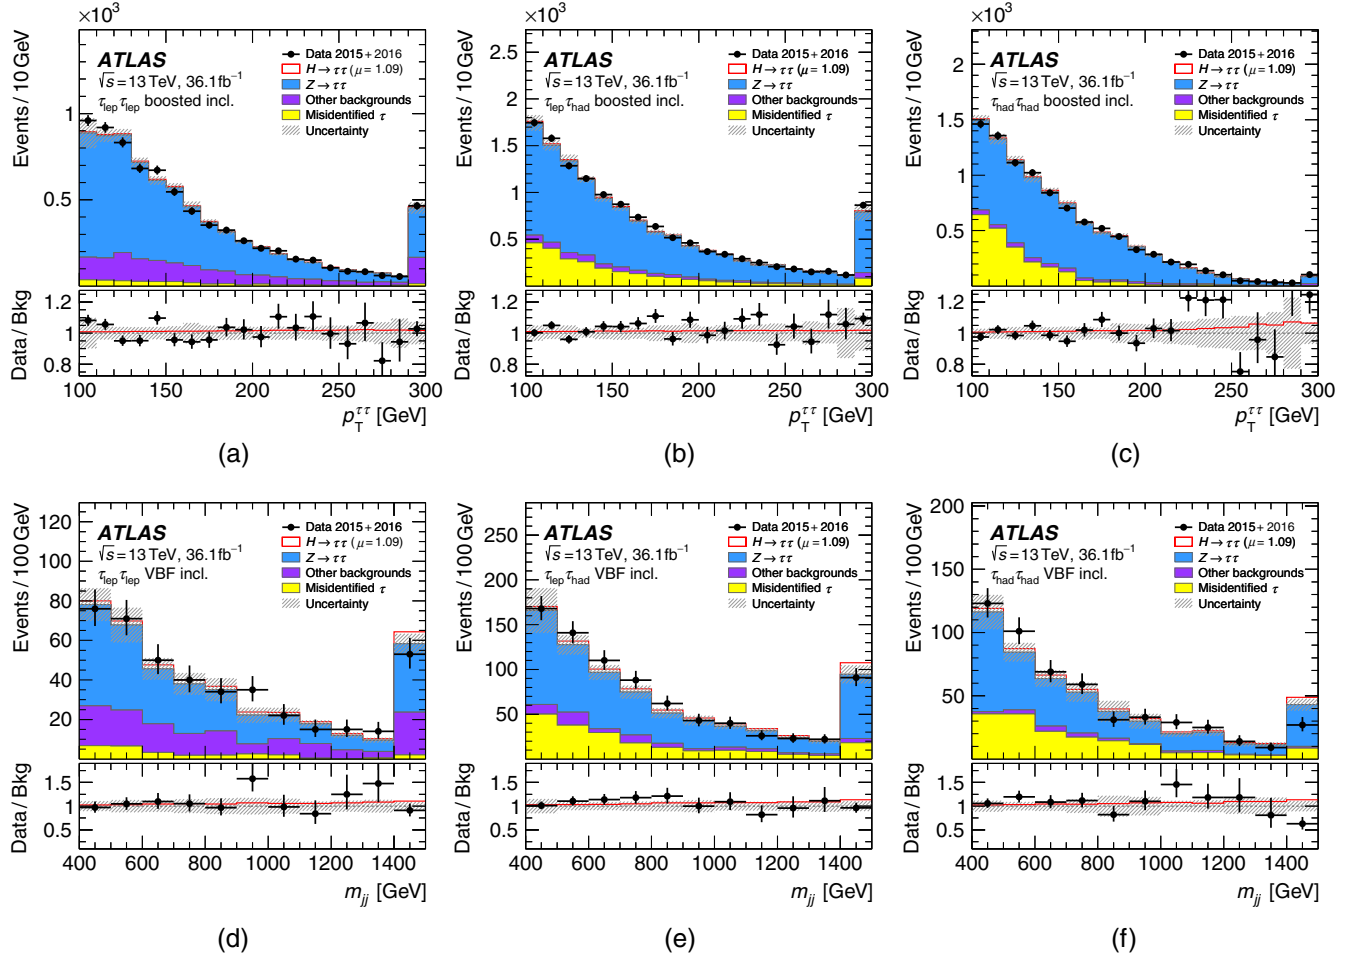 ×10³
Events / 10 GeV
ATLAS
√s = 13 TeV, 36.1 fb⁻¹
τlep τlep boosted incl.
Data 2015 + 2016
H → ττ (μ = 1.09)
Z → ττ
Other backgrounds
Misidentified τ
Uncertainty
1
0.5
Data / Bkg
1.2
1.0
0.8
100 150 200 250 300
pTττ [GeV]
(a)
×10³
Events / 10 GeV
ATLAS
√s = 13 TeV, 36.1 fb⁻¹
τlep τhad boosted incl.
Data 2015 + 2016
H → ττ (μ = 1.09)
Z → ττ
Other backgrounds
Misidentified τ
Uncertainty
2.5
2
1.5
1
0.5
Data / Bkg
1.2
1.0
0.8
100 150 200 250 300
pTττ [GeV]
(b)
×10³
Events / 10 GeV
ATLAS
√s = 13 TeV, 36.1 fb⁻¹
τhad τhad boosted incl.
Data 2015 + 2016
H → ττ (μ = 1.09)
Z → ττ
Other backgrounds
Misidentified τ
Uncertainty
2
1.5
1
0.5
Data / Bkg
1.2
1.0
0.8
100 150 200 250 300
pTττ [GeV]
(c)
Events / 100 GeV
ATLAS
√s = 13 TeV, 36.1 fb⁻¹
τlep τlep VBF incl.
Data 2015 + 2016
H → ττ (μ = 1.09)
Z → ττ
Other backgrounds
Misidentified τ
Uncertainty
120
100
80
60
40
20
Data / Bkg
1.5
1.0
0.5
400 600 800 1000 1200 1400
mjj [GeV]
(d)
Events / 100 GeV
ATLAS
√s = 13 TeV, 36.1 fb⁻¹
τlep τhad VBF incl.
Data 2015 + 2016
H → ττ (μ = 1.09)
Z → ττ
Other backgrounds
Misidentified τ
Uncertainty
250
200
150
100
50
Data / Bkg
1.5
1.0
0.5
400 600 800 1000 1200 1400
mjj [GeV]
(e)
Events / 100 GeV
ATLAS
√s = 13 TeV, 36.1 fb⁻¹
τhad τhad VBF incl.
Data 2015 + 2016
H → ττ (μ = 1.09)
Z → ττ
Other backgrounds
Misidentified τ
Uncertainty
200
150
100
50
Data / Bkg
1.5
1.0
0.5
400 600 800 1000 1200 1400
mjj [GeV]
(f)